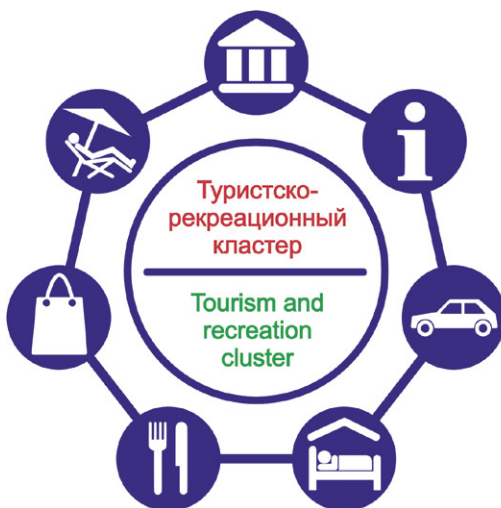 Туристско-
рекреационный
кластер
Tourism and
recreation
cluster